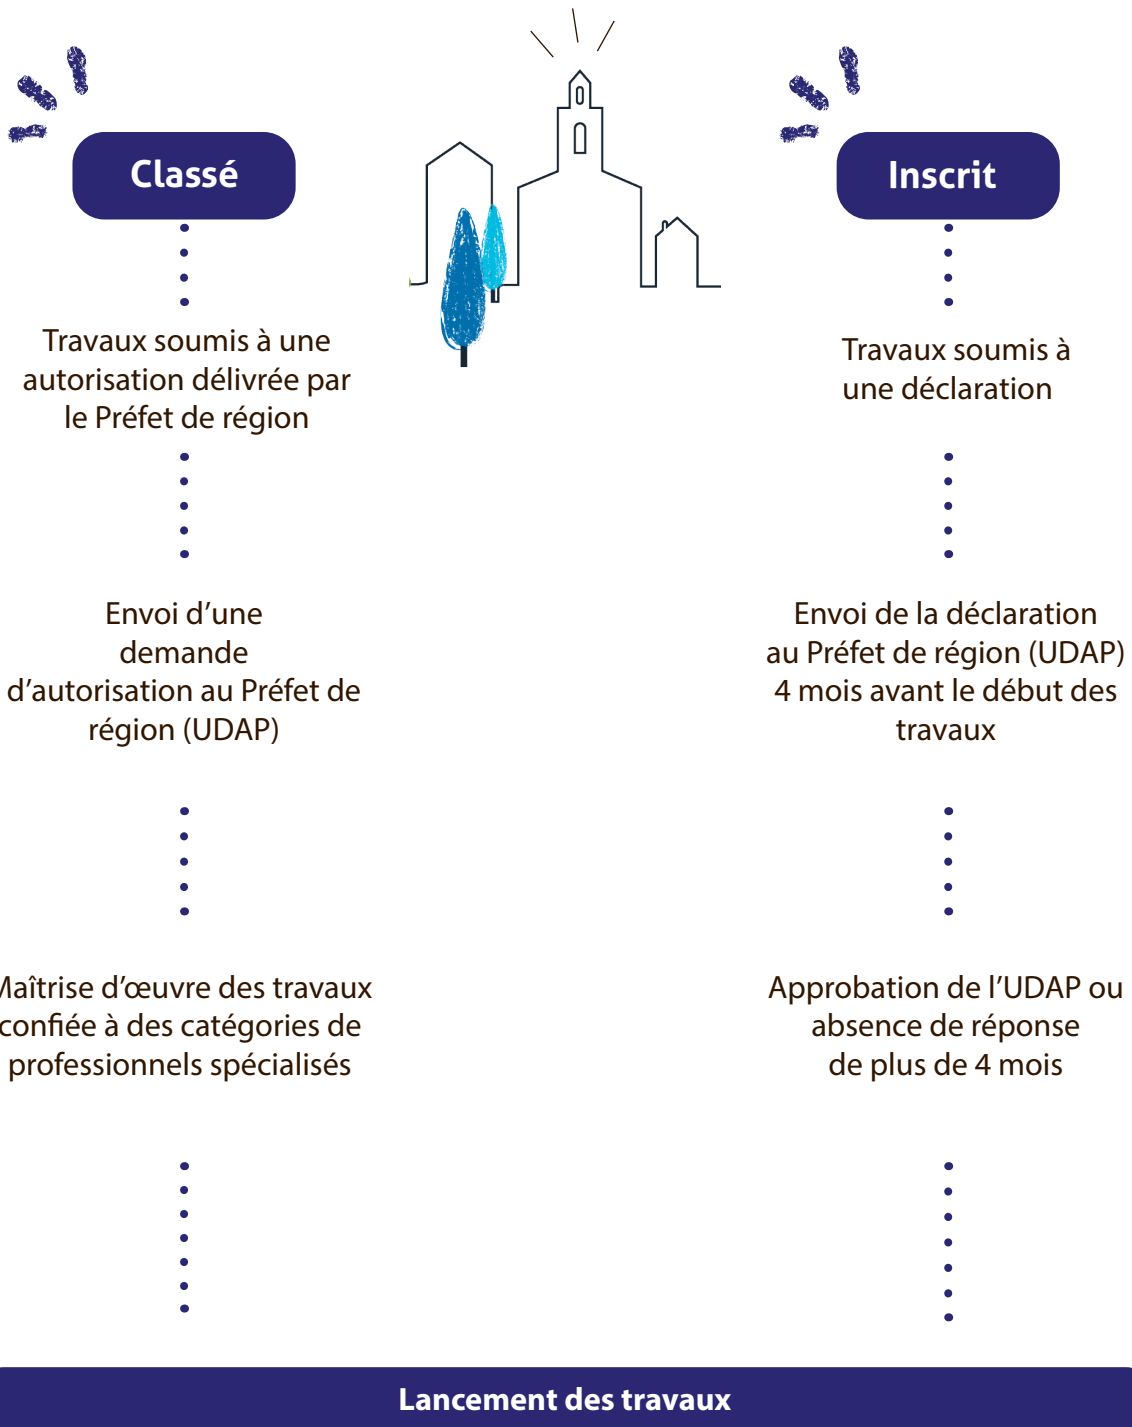 Classé
Travaux soumis à une
autorisation délivrée par
le Préfet de région
Envoi d’une
demande
d’autorisation au Préfet de
région (UDAP)
Maîtrise d’œuvre des travaux
confiée à des catégories de
professionnels spécialisés
Inscrit
Travaux soumis à
une déclaration
Envoi de la déclaration
au Préfet de région (UDAP)
4 mois avant le début des
travaux
Approbation de l’UDAP ou
absence de réponse
de plus de 4 mois
Lancement des travaux